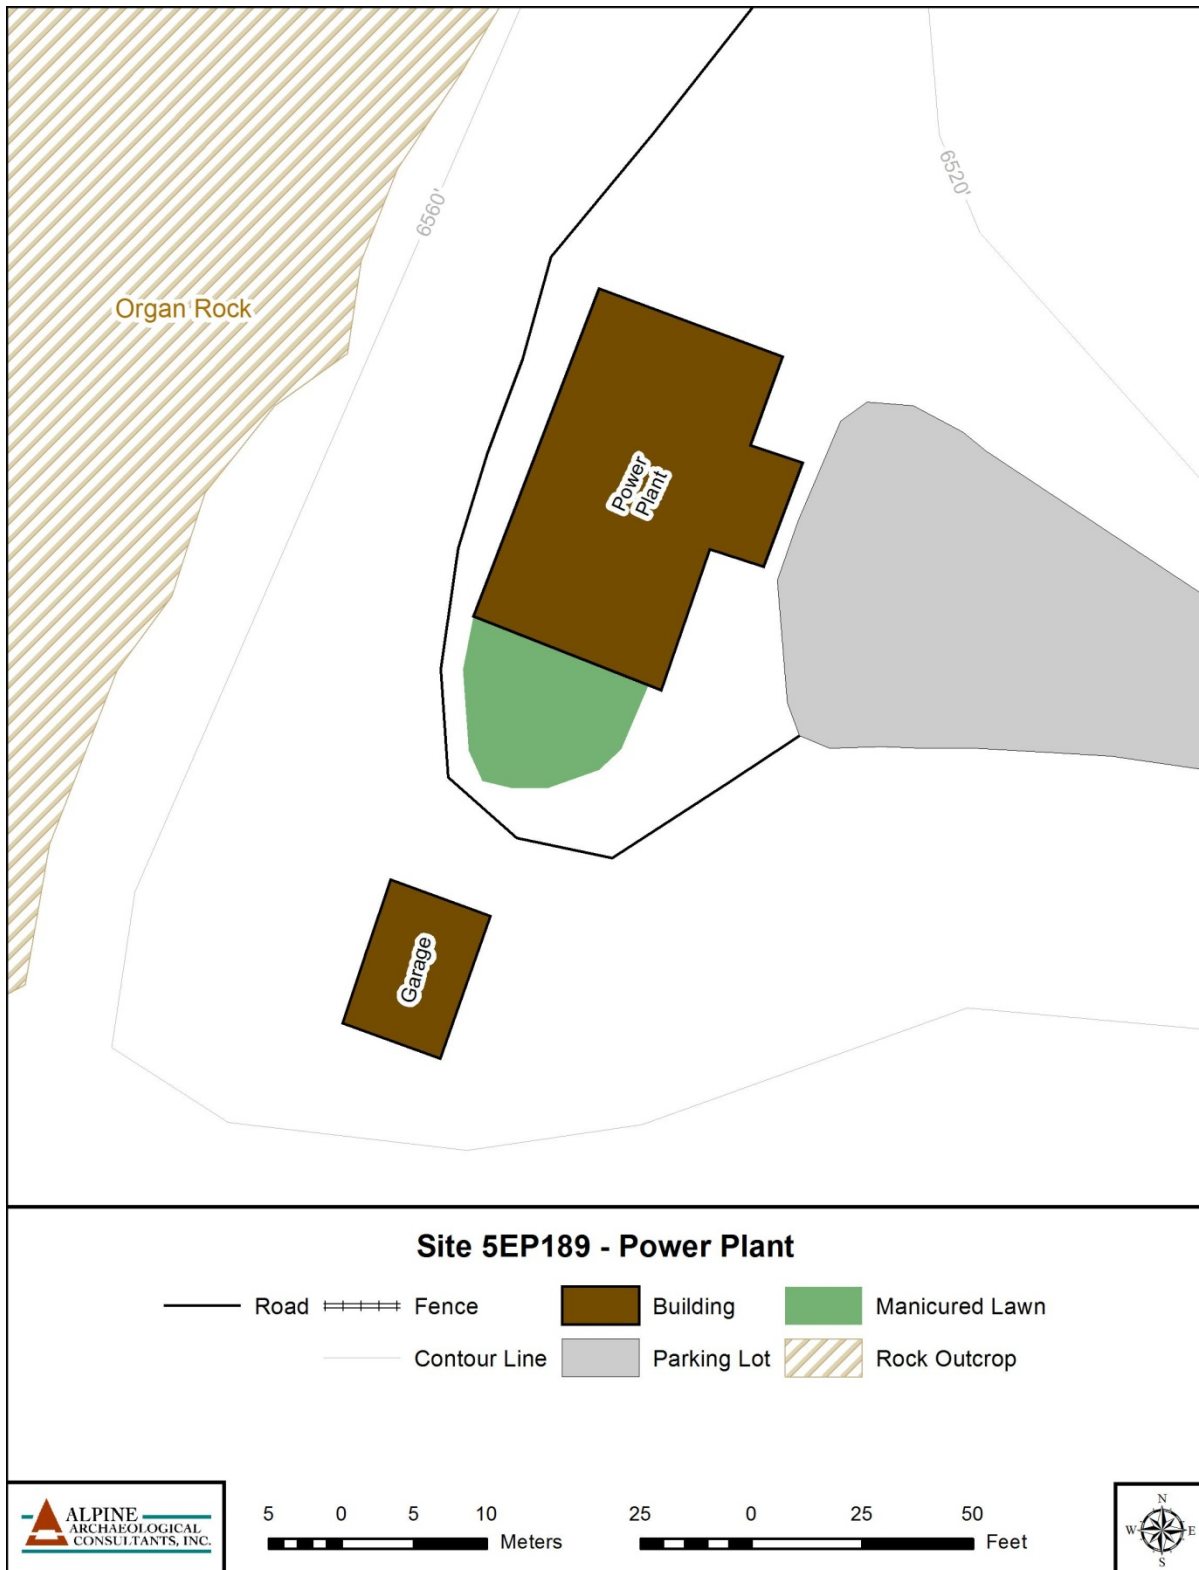 6560'
6520'
Organ Rock
Power
Plant
Garage
Site 5EP189 - Power Plant
Road
Fence
Building
Manicured Lawn
Contour Line
Parking Lot
Rock Outcrop
ALPINE
ARCHAEOLOGICAL
CONSULTANTS, INC.
5 0 5 10
Meters
25 0 25 50
Feet
N
W E
S